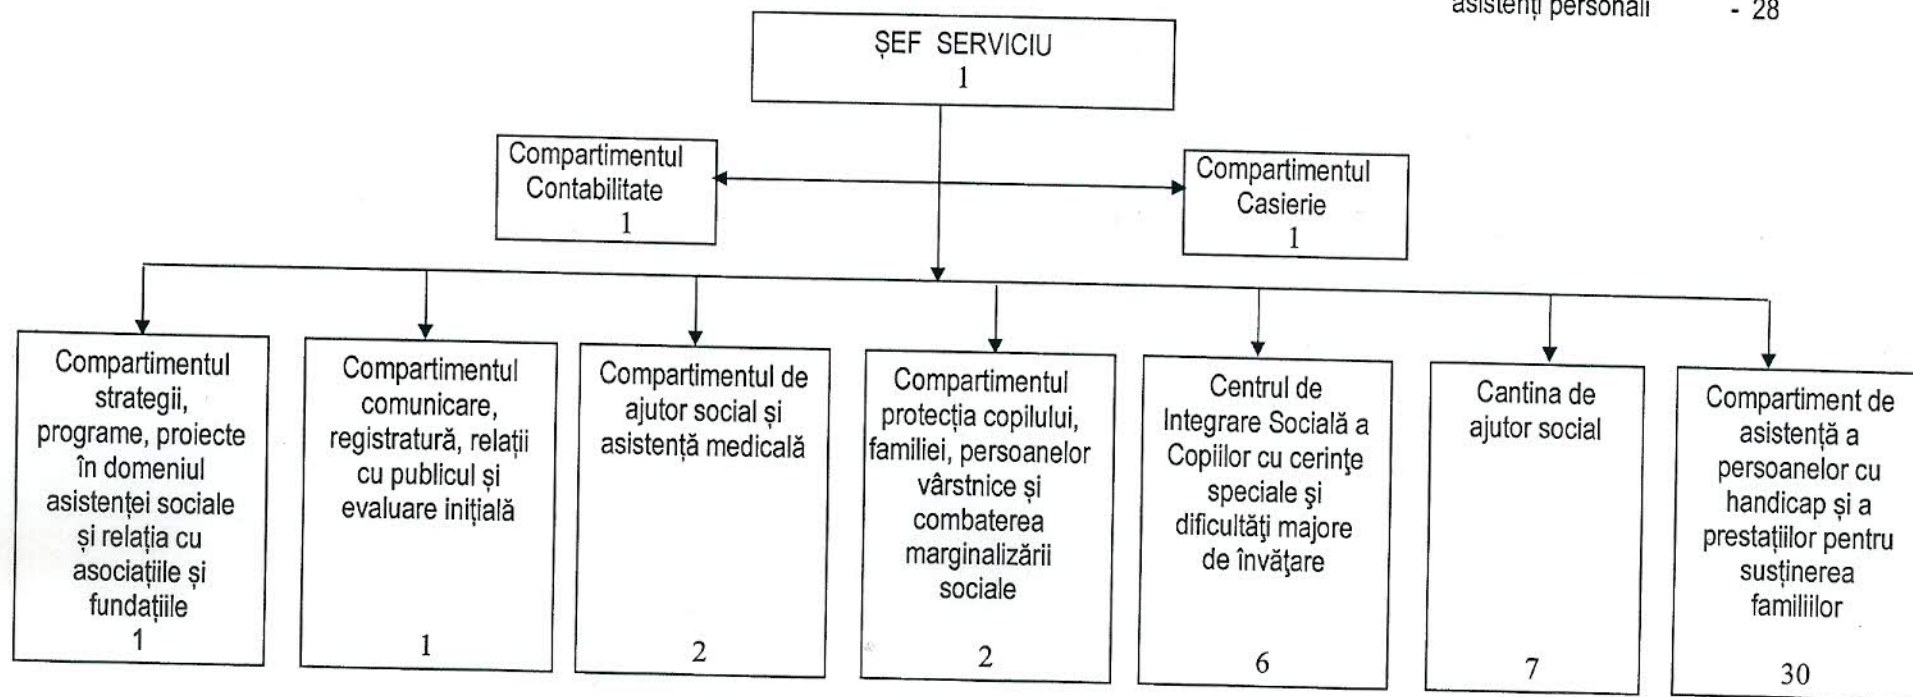 asistenți personali - 28
ȘEF SERVICIU
1
Compartimentul
Contabilitate
1
Compartimentul
Casierie
1
Compartimentul
strategii,
programe, proiecte
în domeniul
asistenței sociale
și relația cu
asociațiile și
fundațiile
1
Compartimentul
comunicare,
registratură, relații
cu publicul și
evaluare inițială
1
Compartimentul de
ajutor social și
asistență medicală
2
Compartimentul
protecția copilului,
familiei, persoanelor
vârstnice și
combaterea
marginalizării
sociale
2
Centrul de
Integrare Socială a
Copiilor cu cerinţe
speciale şi
dificultăţi majore
de învăţare
6
Cantina de
ajutor social
7
Compartiment de
asistență a
persoanelor cu
handicap și a
prestațiilor pentru
susținerea
familiilor
30